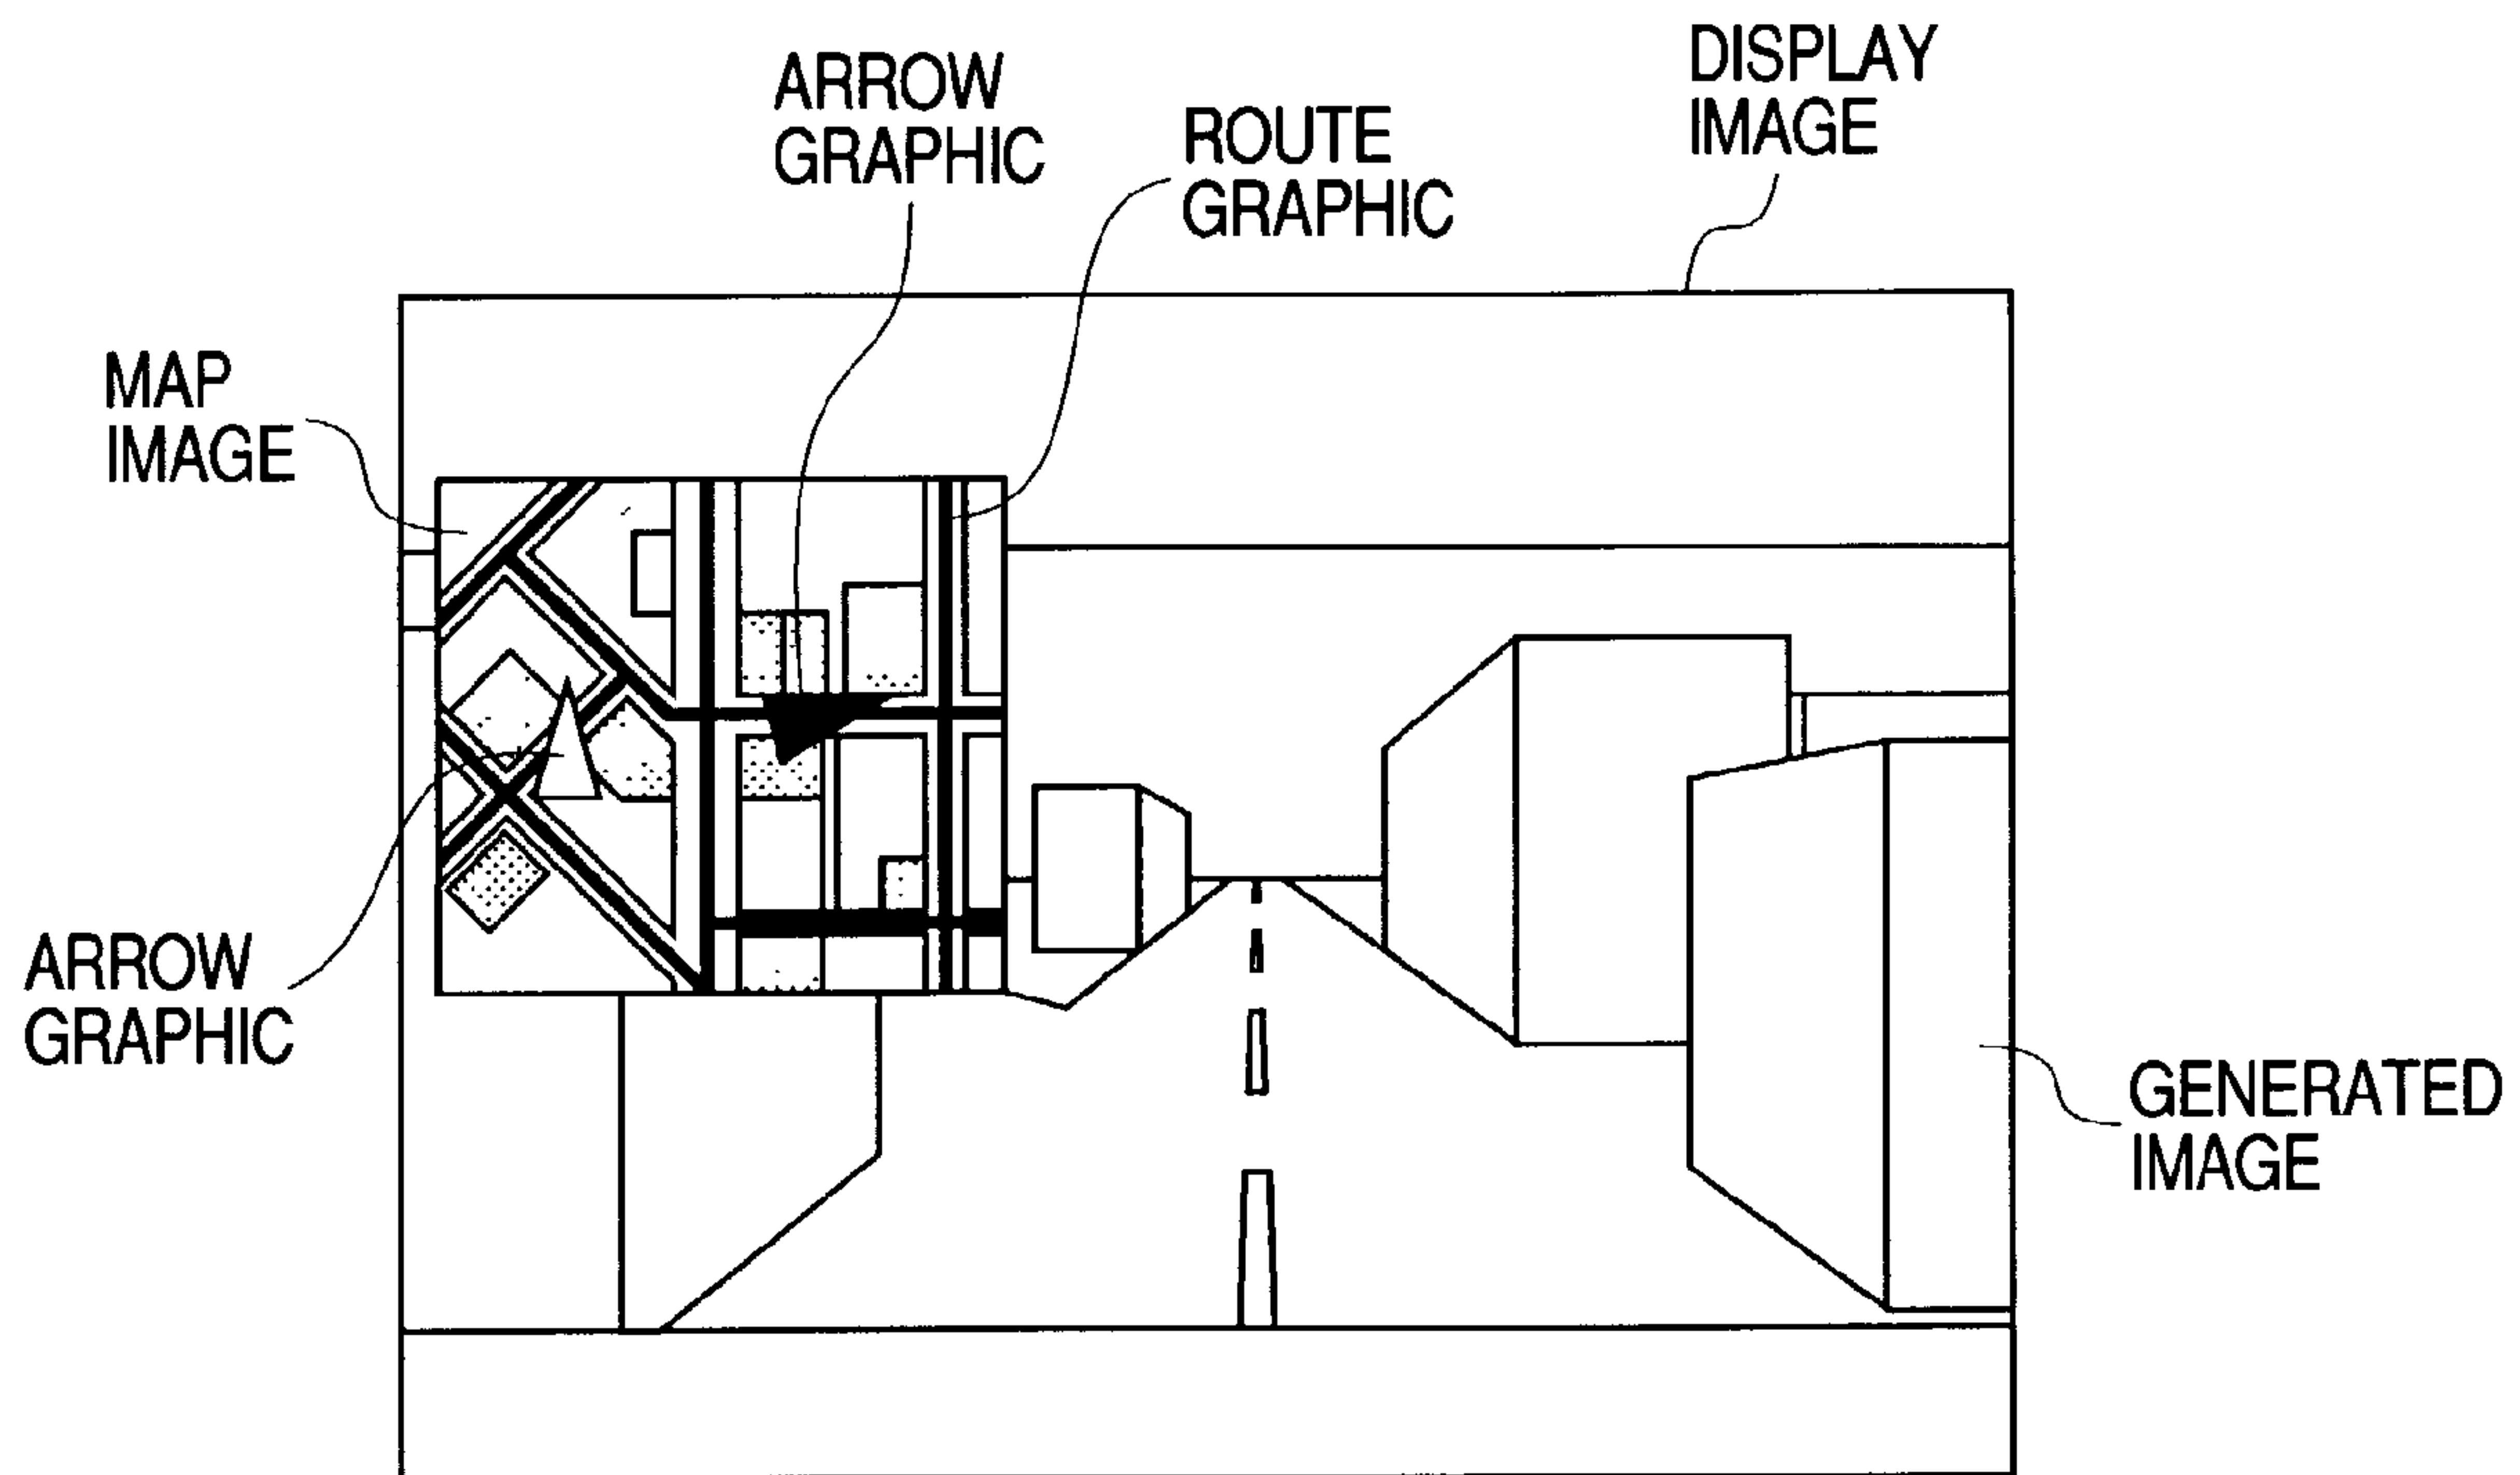 ARROW
GRAPHIC
ROUTE
GRAPHIC
DISPLAY
IMAGE
MAP
IMAGE
ARROW
GRAPHIC
GENERATED
IMAGE